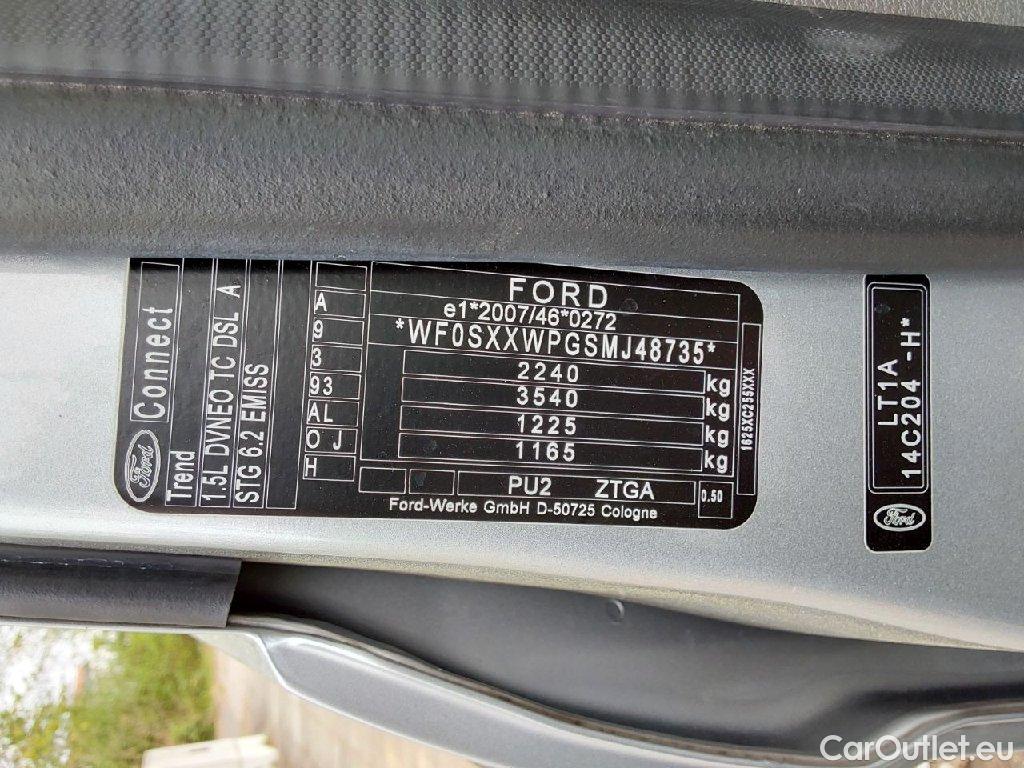 FORD
e1*2007/46*0272
*WF0SXXWPGSMJ48735*
2240 kg
3540 kg
1225 kg
1165 kg
PU2 ZTGA 0.50
Ford-Werke GmbH D-50725 Cologne
1625XC255XXX
A
9
3
93
AL
O J
H
Ford Connect
Trend
1.5L DVNEO TC DSL A
STG 6.2 EMISS
LT1A
14C204 -H*
Ford
CarOutlet.eu